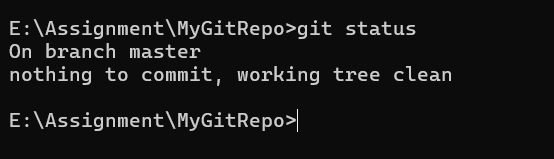 E:\Assignment\MyGitRepo>git status
On branch master
nothing to commit, working tree clean
E:\Assignment\MyGitRepo>